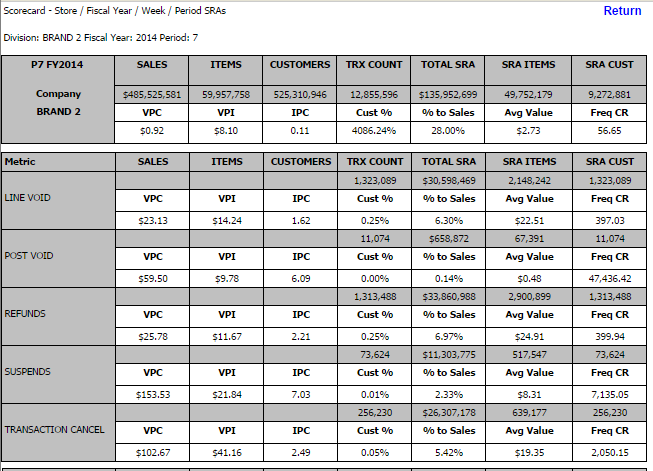 Scorecard - Store / Fiscal Year / Week / Period SRAs Return
Division: BRAND 2 Fiscal Year: 2014 Period: 7
P7 FY2014 SALES ITEMS CUSTOMERS TRX COUNT TOTAL SRA SRA ITEMS SRA CUST
Company $485,525,581 59,957,758 525,310,946 12,855,596 $135,952,699 49,752,179 9,272,881
BRAND 2 VPC VPI IPC Cust % % to Sales Avg Value Freq CR
$0.92 $8.10 0.11 4086.24% 28.00% $2.73 56.65
Metric SALES ITEMS CUSTOMERS TRX COUNT TOTAL SRA SRA ITEMS SRA CUST
1,323,089 $30,598,469 2,148,242 1,323,089
LINE VOID VPC VPI IPC Cust % % to Sales Avg Value Freq CR
$23.13 $14.24 1.62 0.25% 6.30% $22.51 397.03
11,074 $658,872 67,391 11,074
POST VOID VPC VPI IPC Cust % % to Sales Avg Value Freq CR
$59.50 $9.78 6.09 0.00% 0.14% $0.48 47,436.42
1,313,488 $33,860,988 2,900,899 1,313,488
REFUNDS VPC VPI IPC Cust % % to Sales Avg Value Freq CR
$25.78 $11.67 2.21 0.25% 6.97% $24.91 399.94
73,624 $11,303,775 517,547 73,624
SUSPENDS VPC VPI IPC Cust % % to Sales Avg Value Freq CR
$153.53 $21.84 7.03 0.01% 2.33% $8.31 7,135.05
256,230 $26,307,178 639,177 256,230
TRANSACTION CANCEL VPC VPI IPC Cust % % to Sales Avg Value Freq CR
$102.67 $41.16 2.49 0.05% 5.42% $19.35 2,050.15